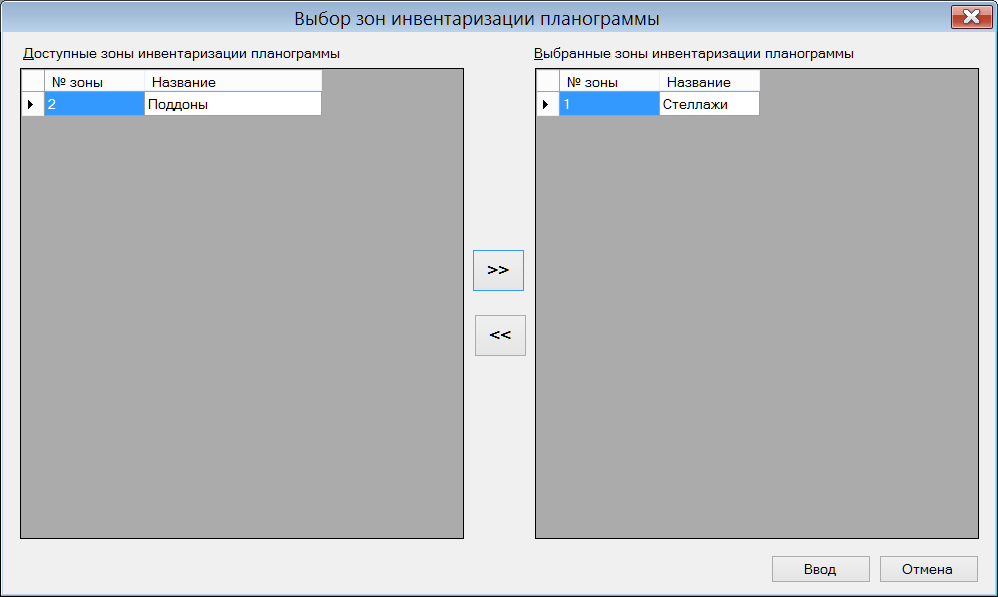 Выбор зон инвентаризации планограммы
Доступные зоны инвентаризации планограммы
№ зоны Название
2 Поддоны
>>
<<
Выбранные зоны инвентаризации планограммы
№ зоны Название
1 Стеллажи
Ввод Отмена